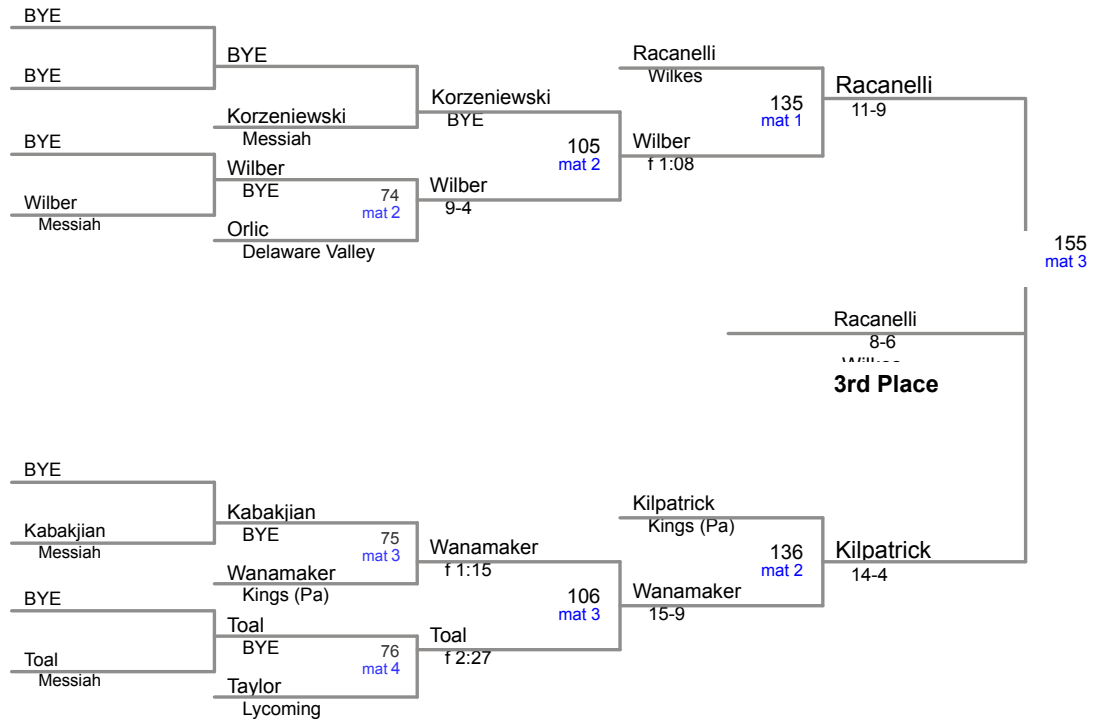 BYE
BYE
BYE
Korzeniewski
Messiah
BYE
Wilber
Messiah
Wilber
BYE
Orlic
Delaware Valley
74
mat 2
Korzeniewski
BYE
Wilber
9-4
105
mat 2
Racanelli
Wilkes
Wilber
f 1:08
135
mat 1
Racanelli
11-9
155
mat 3
Racanelli
8-6
3rd Place
BYE
Kabakjian
Messiah
Kabakjian
BYE
Wanamaker
Kings (Pa)
75
mat 3
BYE
Toal
Messiah
Toal
BYE
Taylor
Lycoming
76
mat 4
Wanamaker
f 1:15
Toal
f 2:27
106
mat 3
Kilpatrick
Kings (Pa)
Wanamaker
15-9
136
mat 2
Kilpatrick
14-4